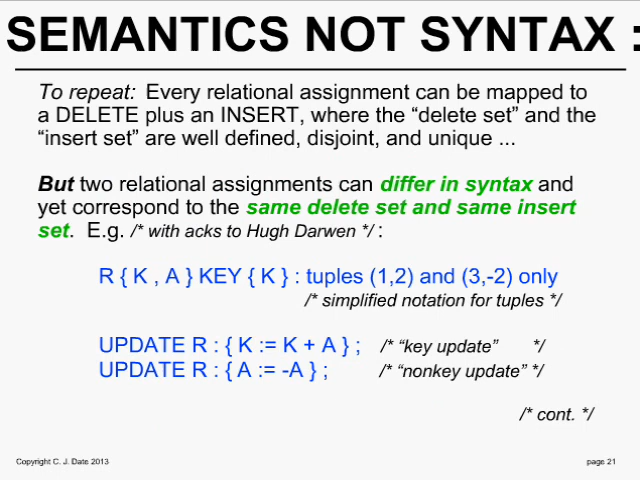 SEMANTICS NOT SYNTAX :
To repeat: Every relational assignment can be mapped to
a DELETE plus an INSERT, where the “delete set” and the
“insert set” are well defined, disjoint, and unique ...
But two relational assignments can differ in syntax and
yet correspond to the same delete set and same insert
set. E.g. /* with acks to Hugh Darwen */ :
R { K , A } KEY { K } : tuples (1,2) and (3,-2) only
/* simplified notation for tuples */
UPDATE R : { K := K + A } ; /* “key update” */
UPDATE R : { A := -A } ; /* “nonkey update” */
/* cont. */
Copyright C. J. Date 2013 page 21